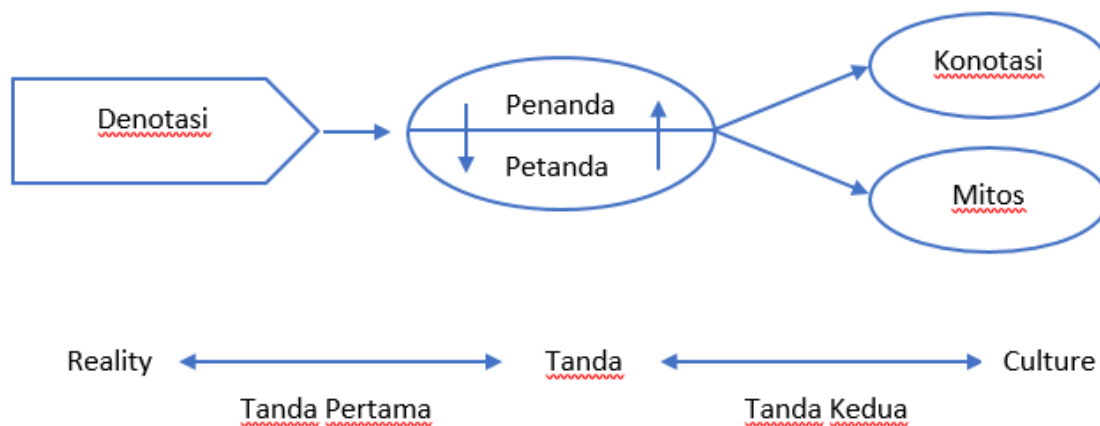 Konotasi
Denotasi
Penanda
Petanda
Mitos
Reality
Tanda
Culture
Tanda Pertama
Tanda Kedua